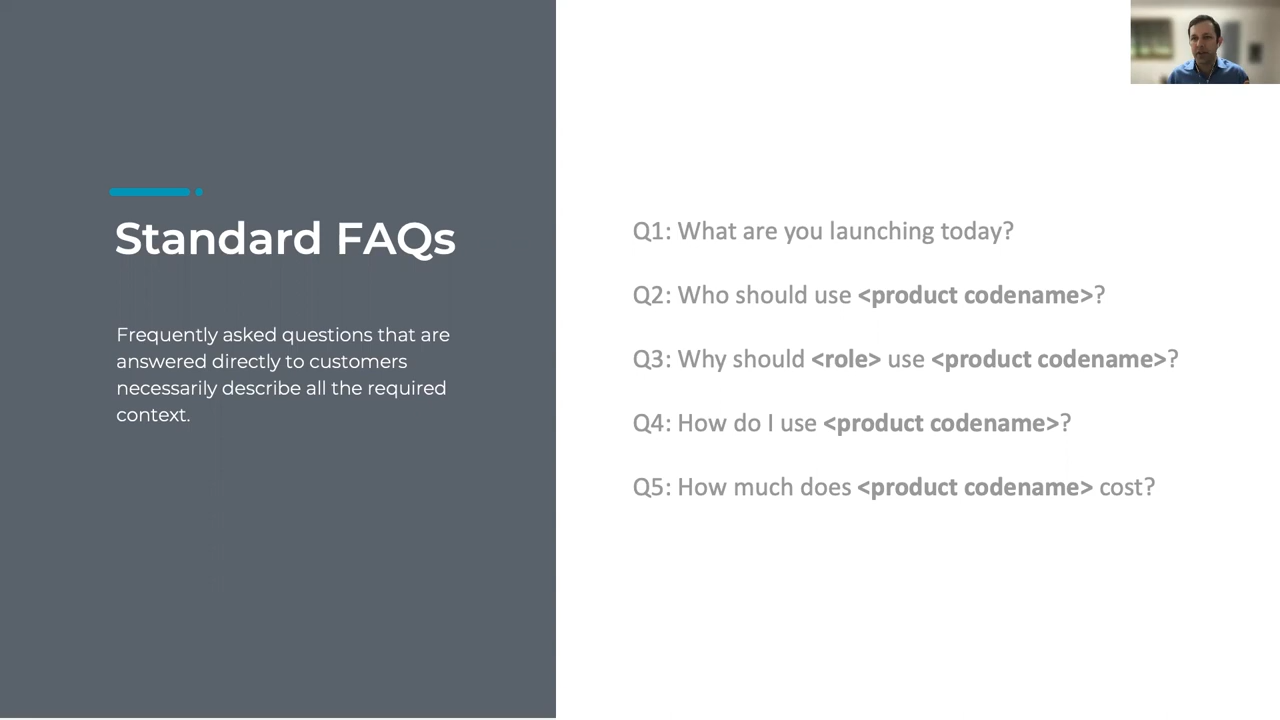 Standard FAQs
Frequently asked questions that are
answered directly to customers
necessarily describe all the required
context.
Q1: What are you launching today?
Q2: Who should use <product codename>?
Q3: Why should <role> use <product codename>?
Q4: How do I use <product codename>?
Q5: How much does <product codename> cost?